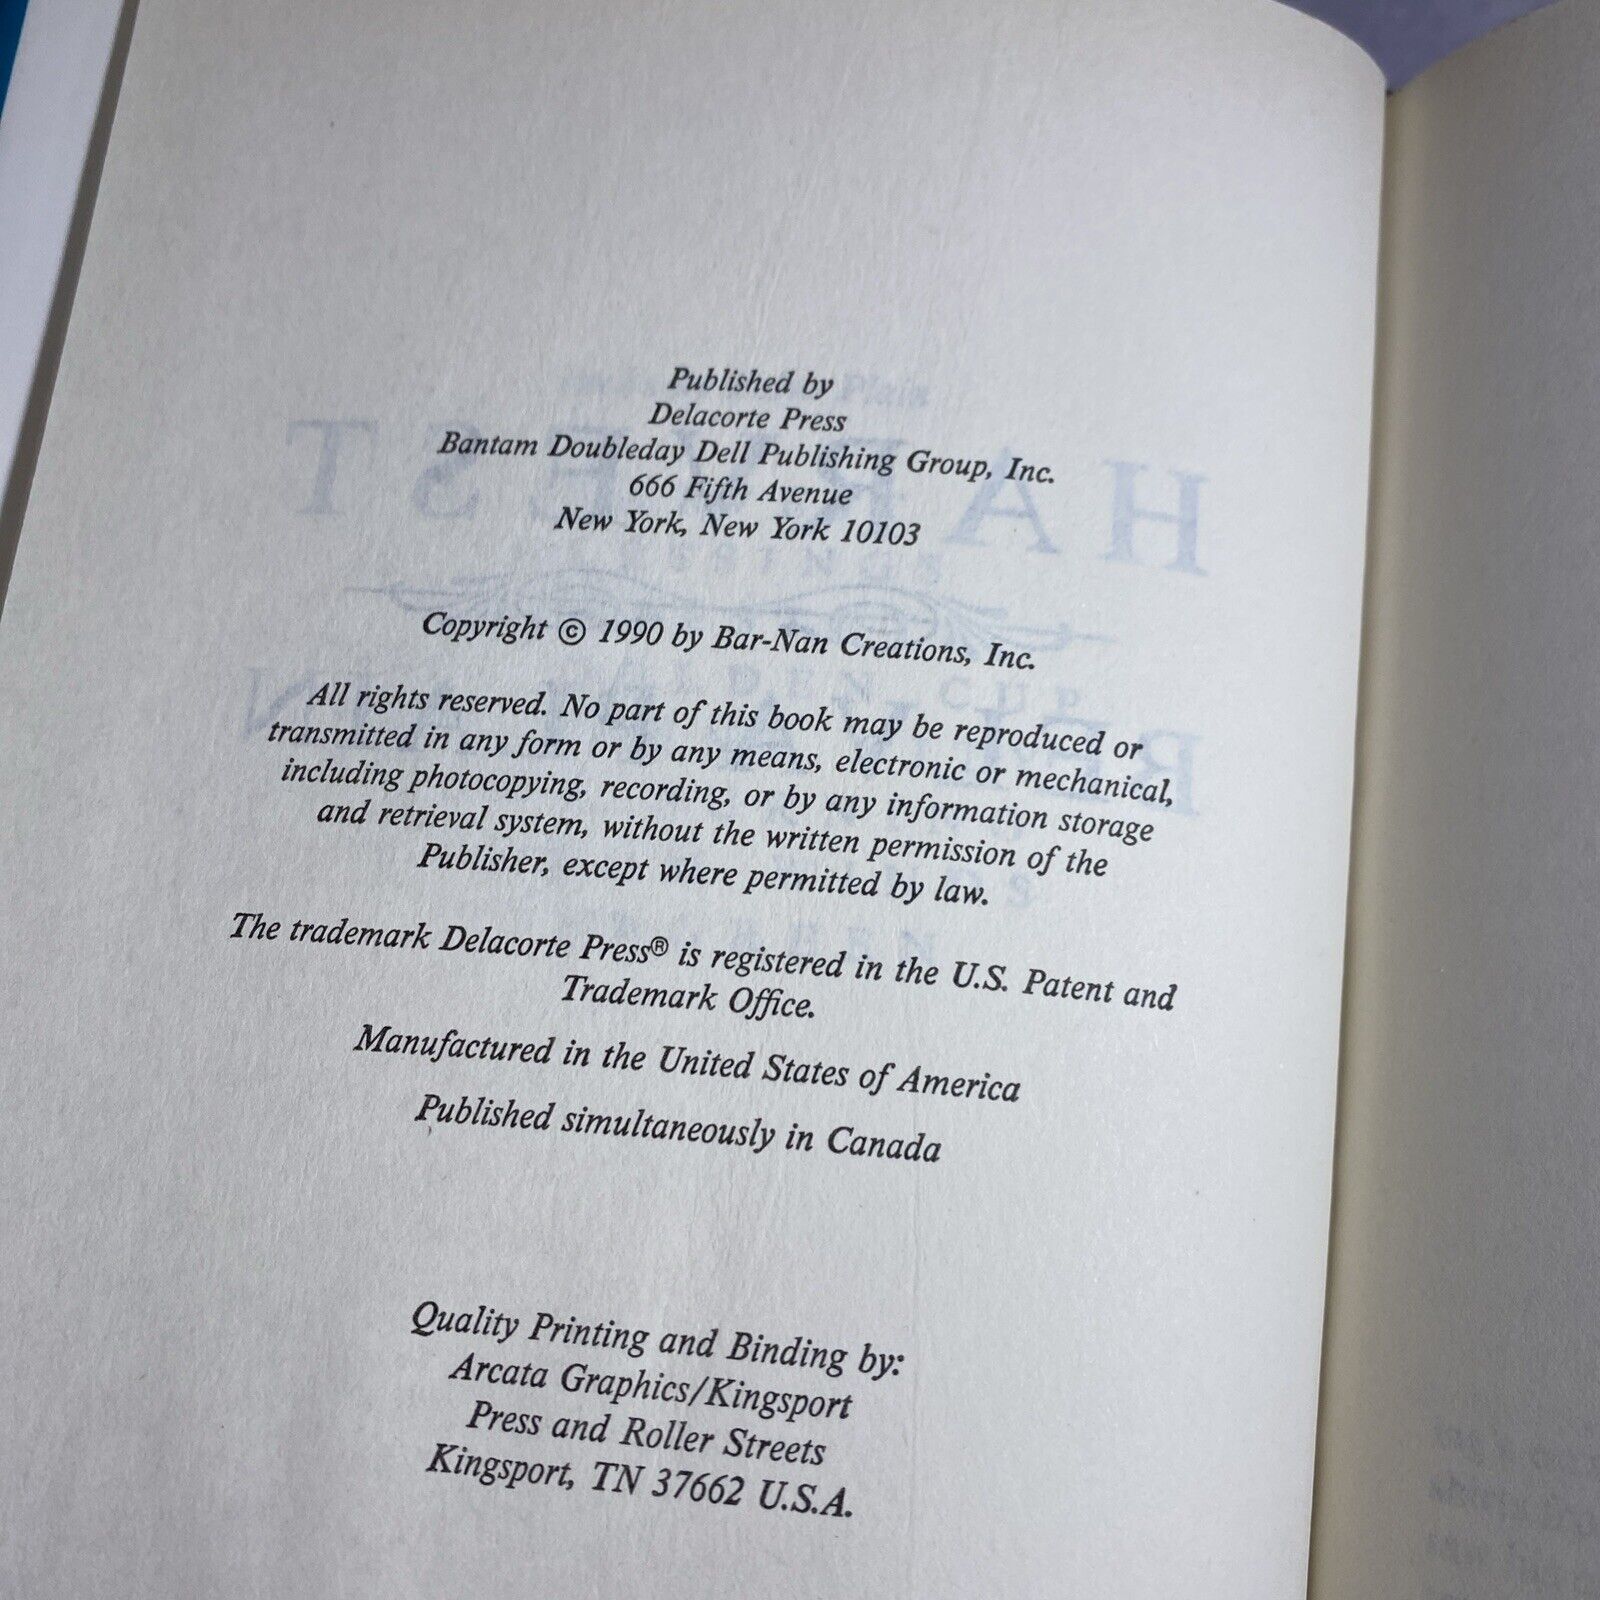 Published by
Delacorte Press
Bantam Doubleday Dell Publishing Group, Inc.
666 Fifth Avenue
New York, New York 10103
Copyright © 1990 by Bar-Nan Creations, Inc.
All rights reserved. No part of this book may be reproduced or
transmitted in any form or by any means, electronic or mechanical,
including photocopying, recording, or by any information storage
and retrieval system, without the written permission of the
Publisher, except where permitted by law.
The trademark Delacorte Press® is registered in the U.S. Patent and
Trademark Office.
Manufactured in the United States of America
Published simultaneously in Canada
Quality Printing and Binding by:
Arcata Graphics/Kingsport
Press and Roller Streets
Kingsport, TN 37662 U.S.A.